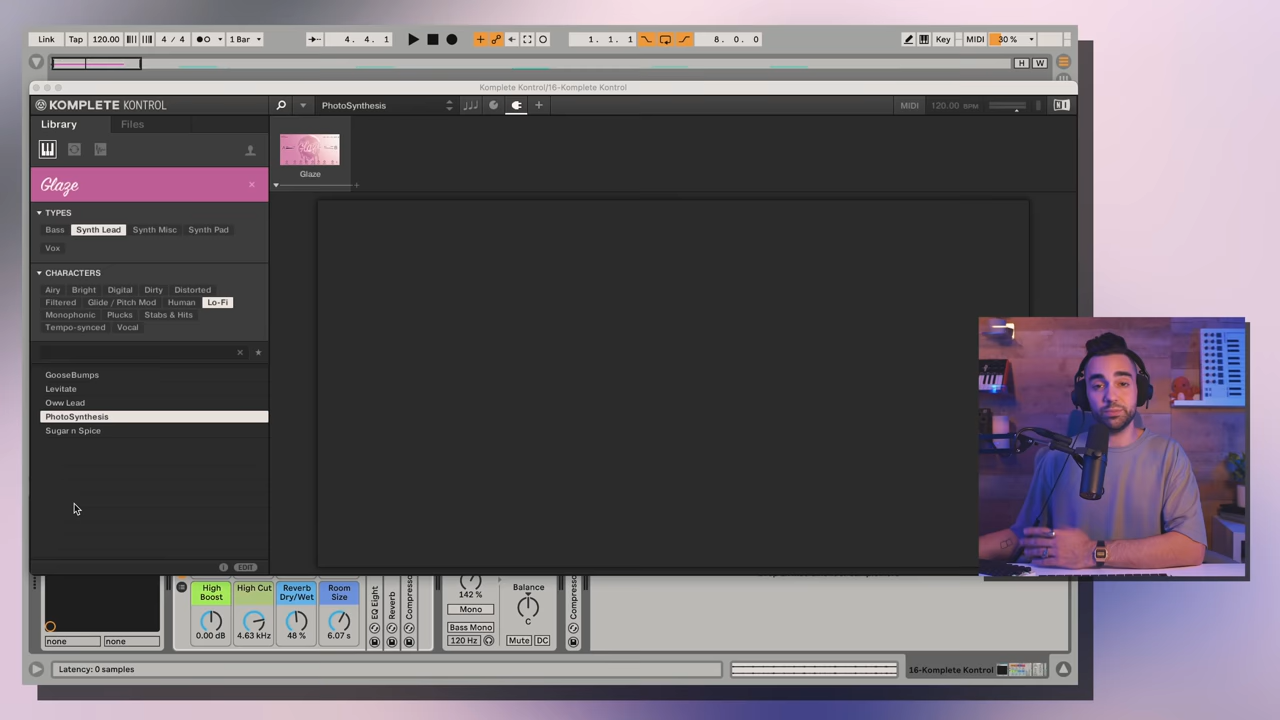 Link Tap 120.00 4 / 4 1 Bar 4. 4. 1 1. 1. 1 8. 0. 0 Key MIDI 30 %
H W
Komplete Kontrol/16-Komplete Kontrol
KOMPLETE KONTROL PhotoSynthesis MIDI 120.00 BPM
Library Files
Glaze
Glaze
TYPES
Bass Synth Lead Synth Misc Synth Pad
Vox
CHARACTERS
Airy Bright Digital Dirty Distorted
Filtered Glide / Pitch Mod Human Lo-Fi
Monophonic Plucks Stabs & Hits
Tempo-synced Vocal
GooseBumps
Levitate
Oww Lead
PhotoSynthesis
Sugar n Spice
EDIT
High Boost High Cut Reverb Dry/Wet Room Size
0.00 dB 4.63 kHz 48 % 6.07 s
EQ Eight
Reverb
Compressor
142 %
Mono
Bass Mono
120 Hz
Balance
C
Mute DC
none none
Latency: 0 samples
16-Komplete Kontrol